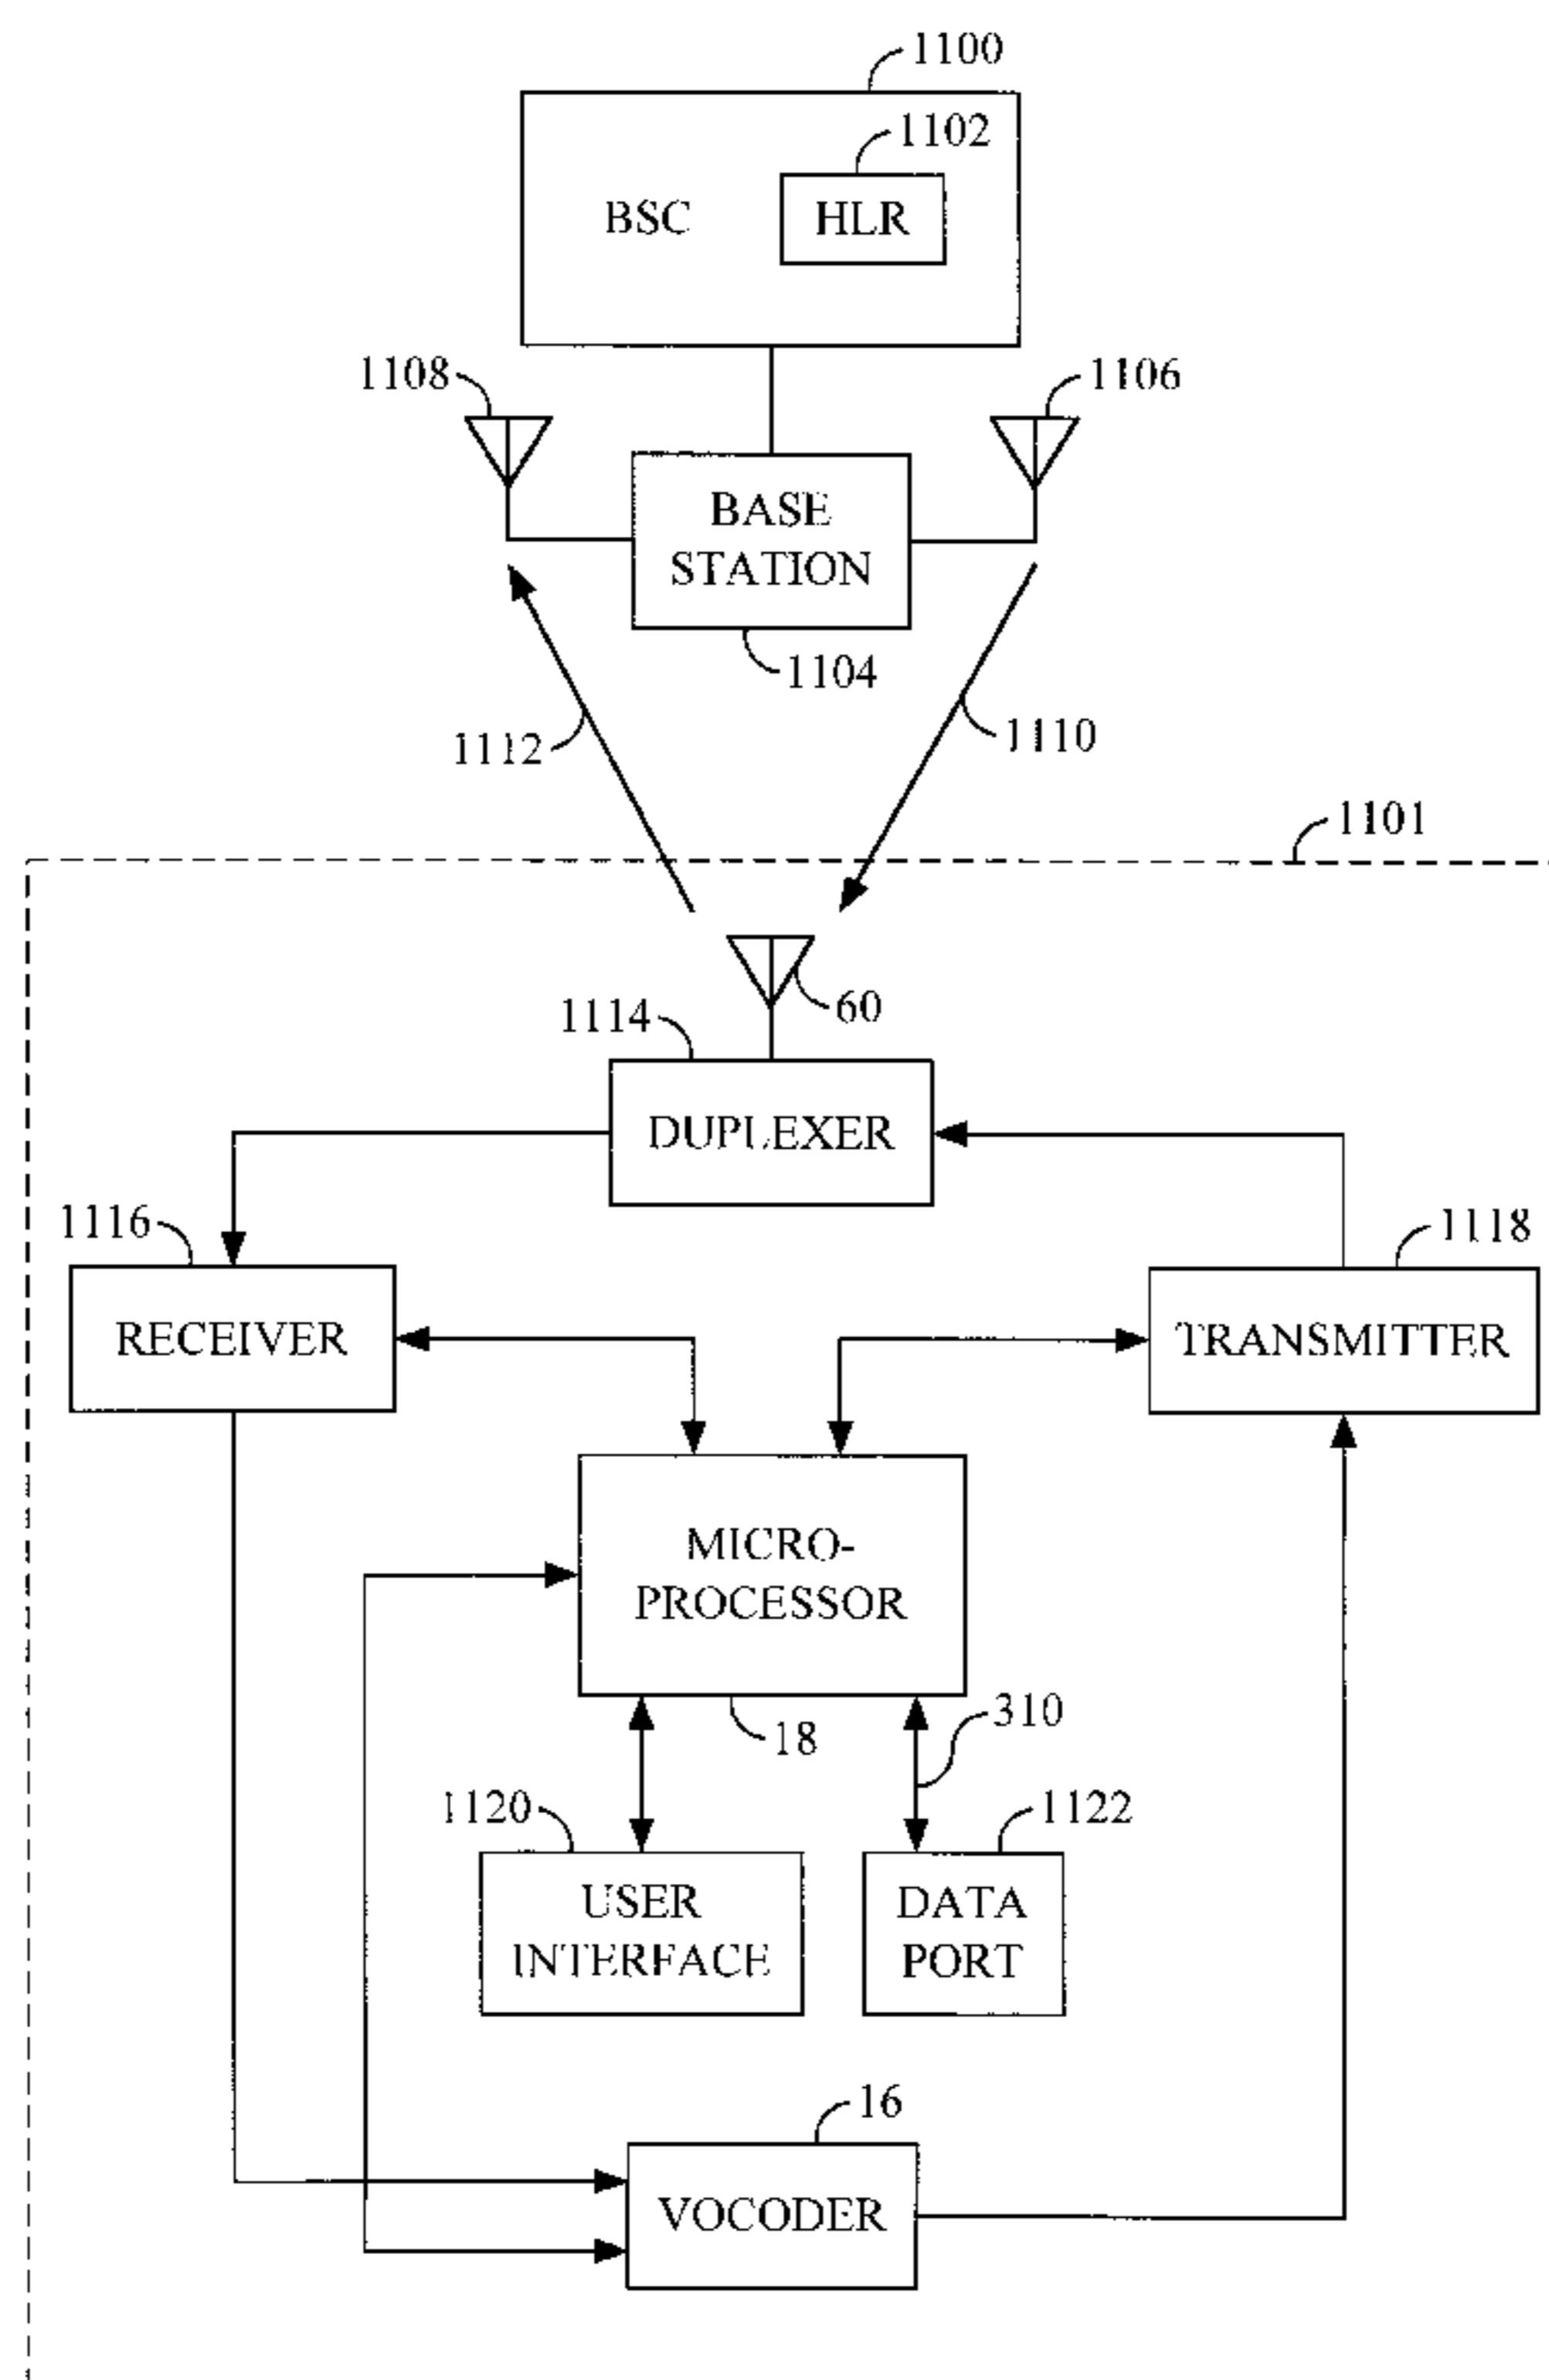 1100
1102
BSC
HLR
1108
1106
BASE
STATION
1104
1112
1110
1101
60
1114
DUPLEXER
1116
1118
RECEIVER
TRANSMITTER
MICRO-
PROCESSOR
18
310
1120
1122
USER
INTERFACE
DATA
PORT
16
VOCODER